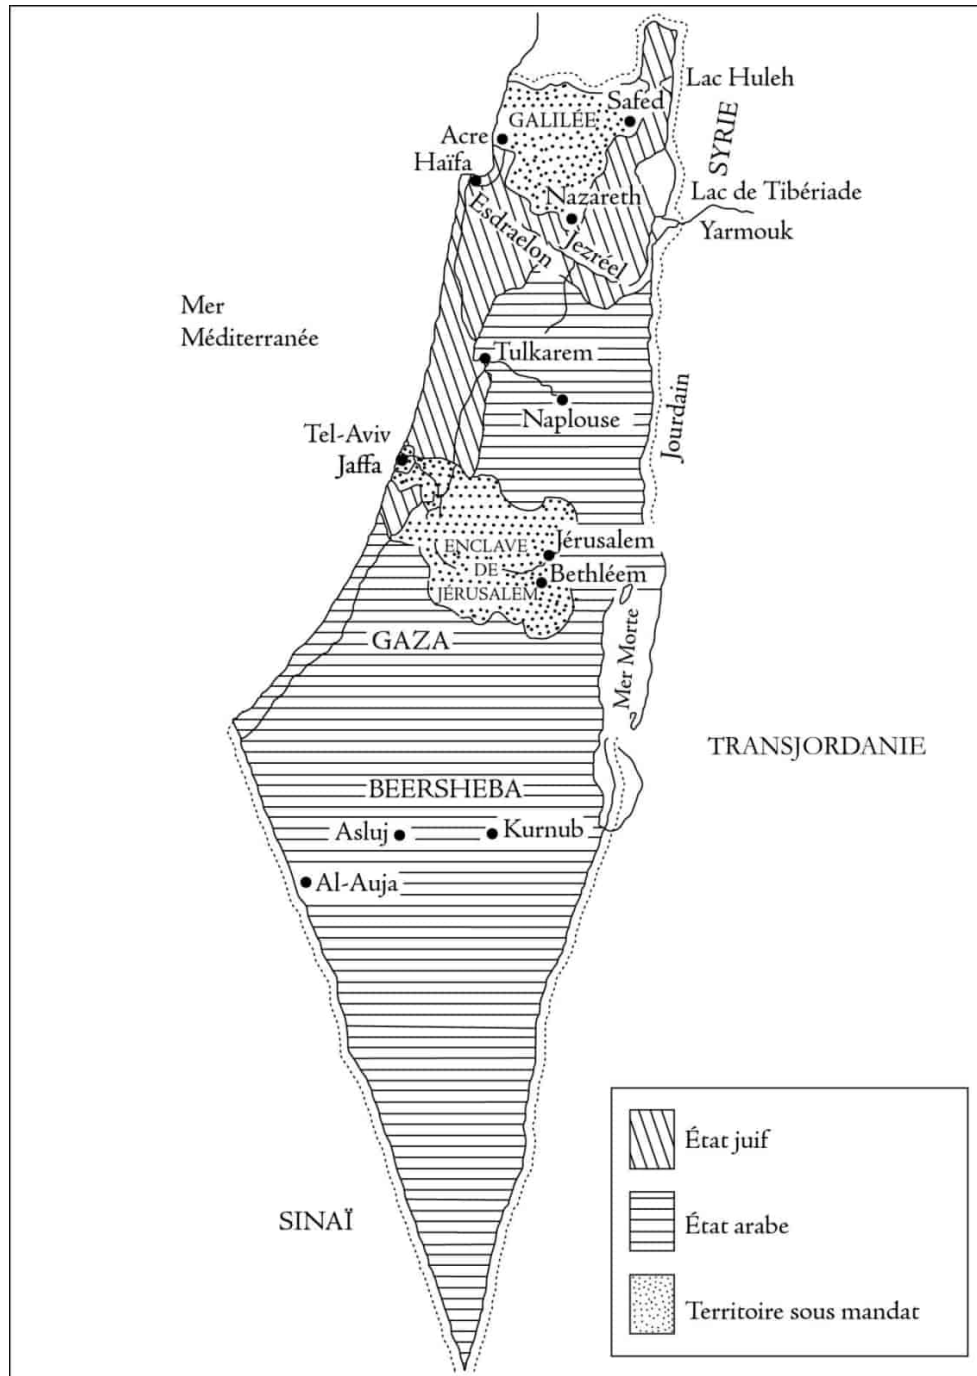 Lac Huleh
Safed
GALILÉE
SYRIE
Acre
Haïfa
Lac de Tibériade
Nazareth
Esdraelon
Jezréel
Yarmouk
Mer
Méditerranée
Tulkarem
Naplouse
Jourdain
Tel-Aviv
Jaffa
ENCLAVE
DE
JÉRUSALEM
Jérusalem
Bethléem
GAZA
Mer Morte
TRANSJORDANIE
BEERSHEBA
Asluj
Kurnub
Al-Auja
SINAÏ
État juif
État arabe
Territoire sous mandat